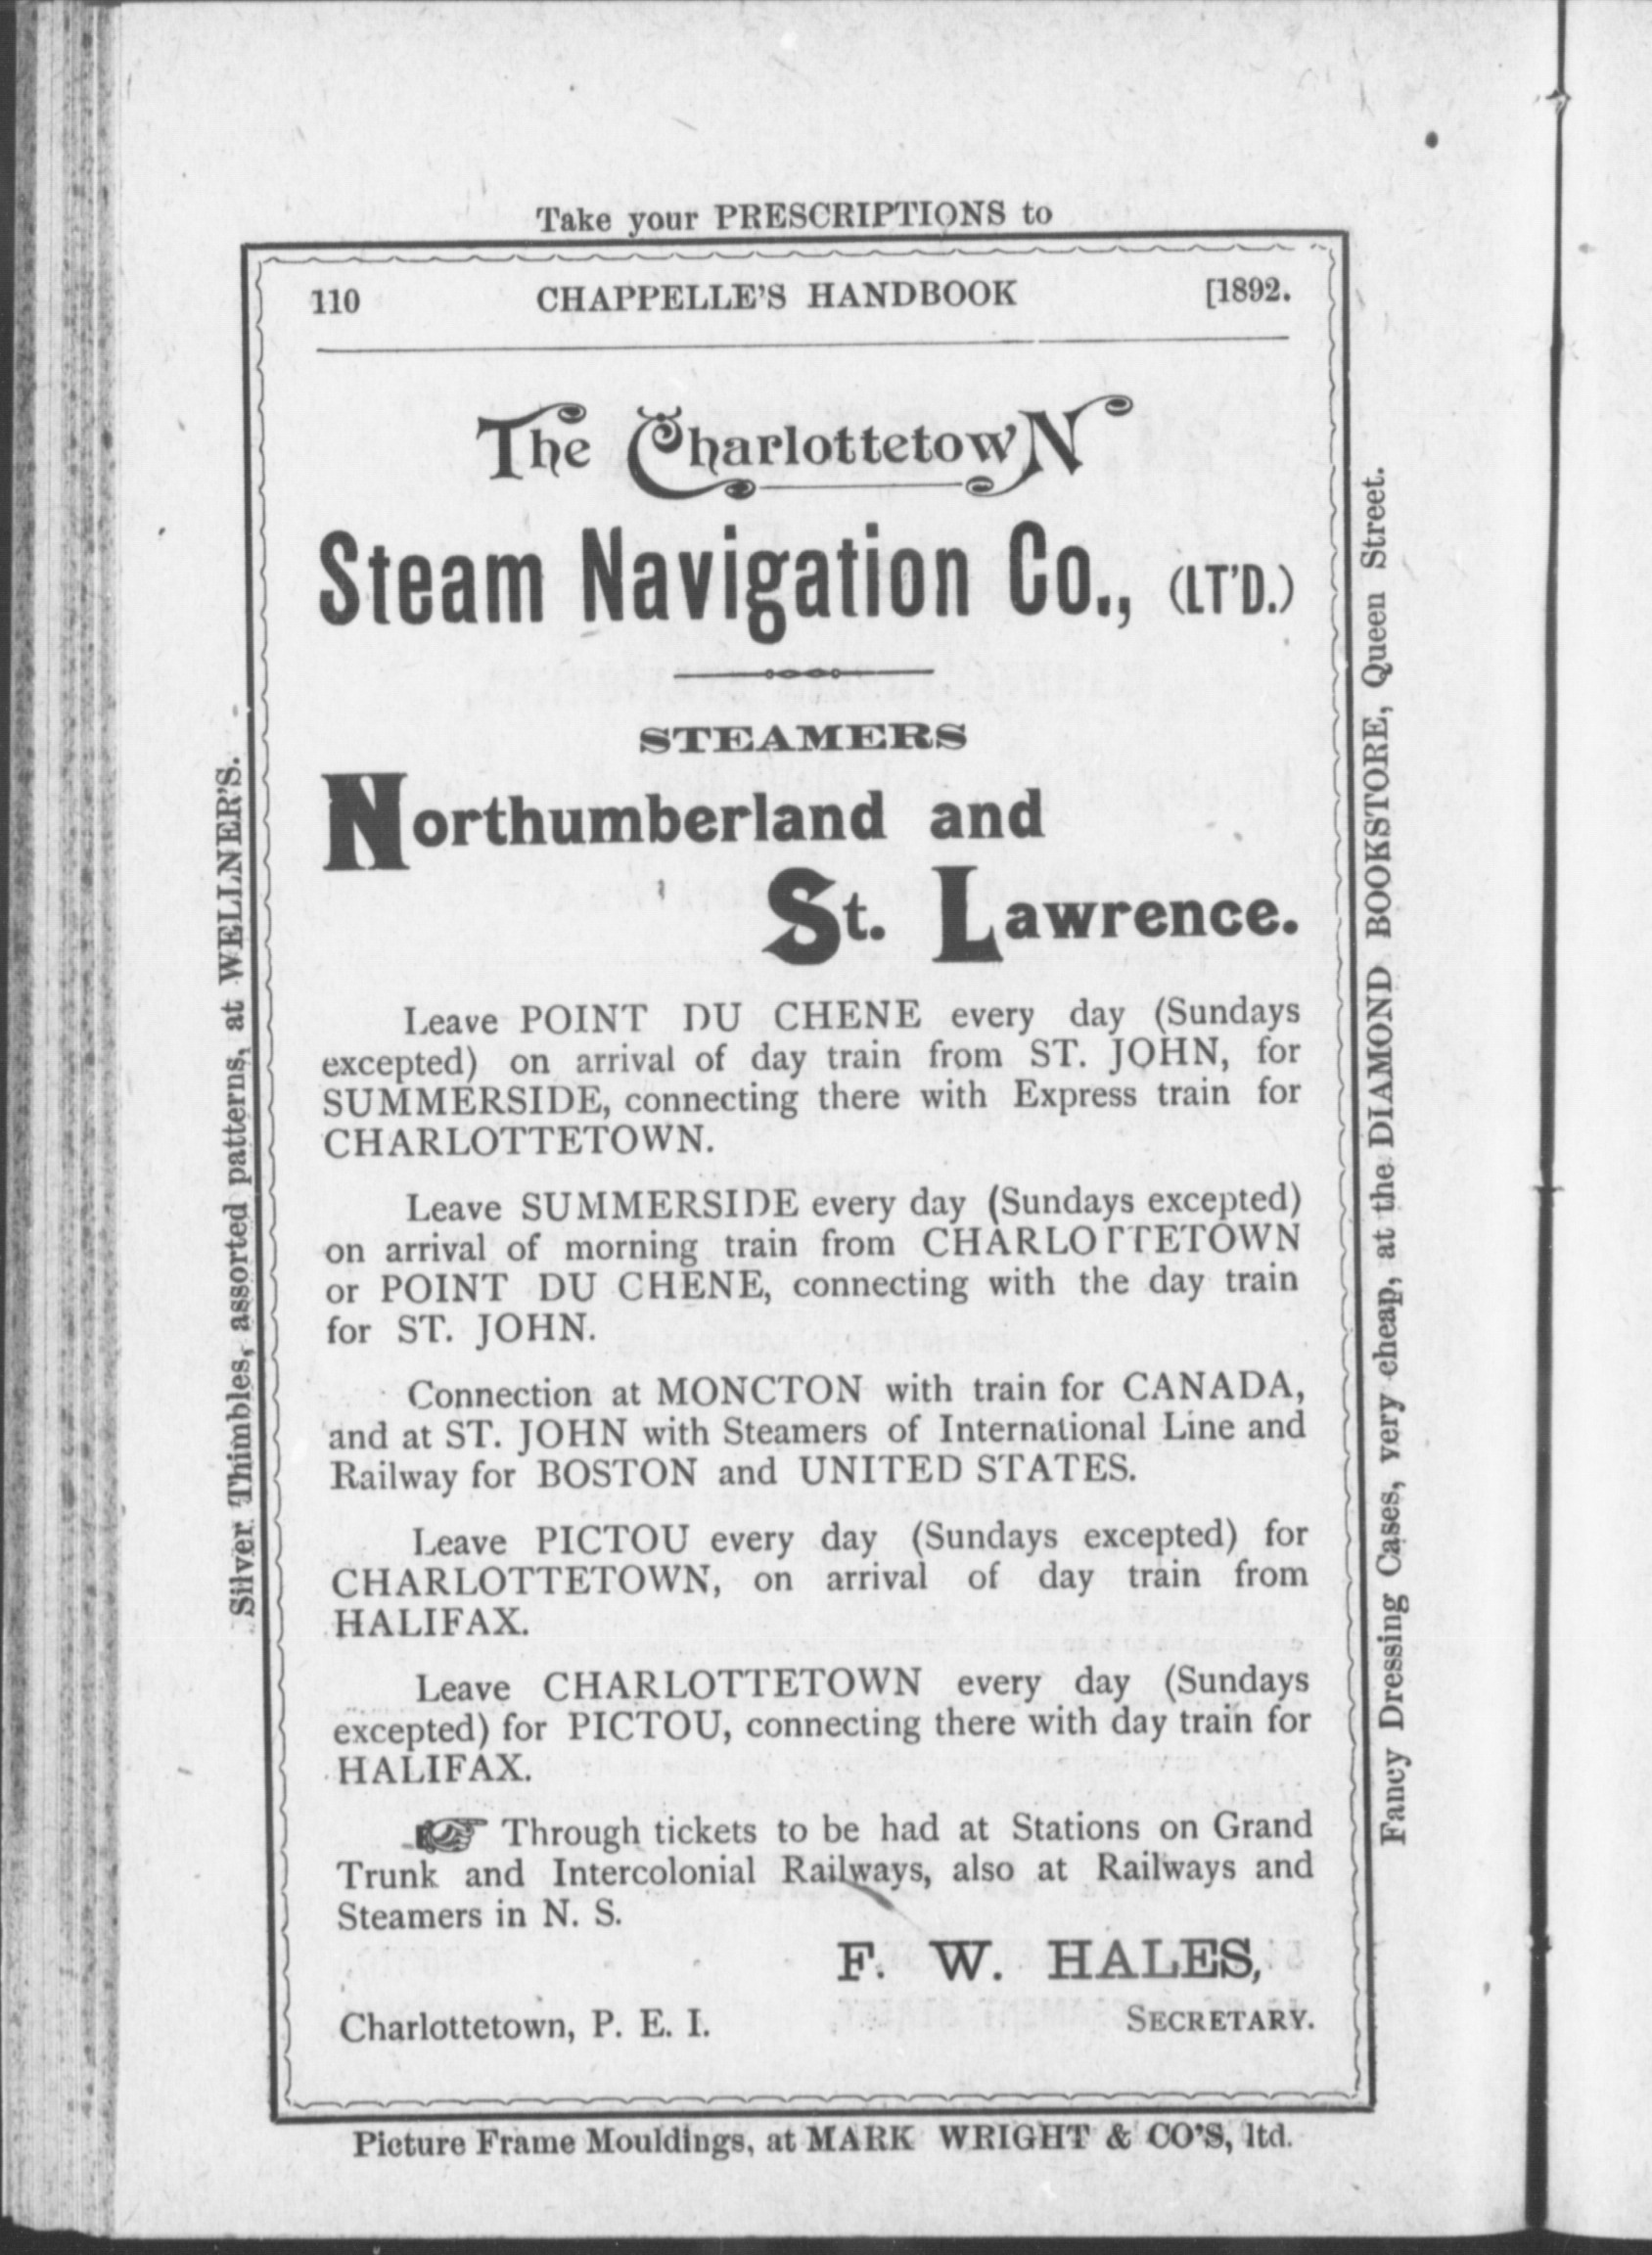 Take your PRESCRIPTIONS to
110 CHAPPELLE'S HANDBOOK [1892.
The Charlottetown
Steam Navigation Co., (LT'D.)
STEAMERS
Northumberland and
St. Lawrence.
Leave POINT DU CHENE every day (Sundays
excepted) on arrival of day train from ST. JOHN, for
SUMMERSIDE, connecting there with Express train for
CHARLOTTETOWN.
Leave SUMMERSIDE every day (Sundays excepted)
on arrival of morning train from CHARLOTTETOWN
or POINT DU CHENE, connecting with the day train
for ST. JOHN.
Connection at MONCTON with train for CANADA,
and at ST. JOHN with Steamers of International Line and
Railway for BOSTON and UNITED STATES.
Leave PICTOU every day (Sundays excepted) for
CHARLOTTETOWN, on arrival of day train from
HALIFAX.
Leave CHARLOTTETOWN every day (Sundays
excepted) for PICTOU, connecting there with day train for
HALIFAX.
☞ Through tickets to be had at Stations on Grand
Trunk and Intercolonial Railways, also at Railways and
Steamers in N. S.
F. W. HALES,
Charlottetown, P. E. I. SECRETARY.
Picture Frame Mouldings, at MARK WRIGHT & CO'S, ltd.
Silver Thimbles, assorted patterns, at WELLNER'S.
Fancy Dressing Cases, very cheap, at the DIAMOND BOOKSTORE, Queen Street.